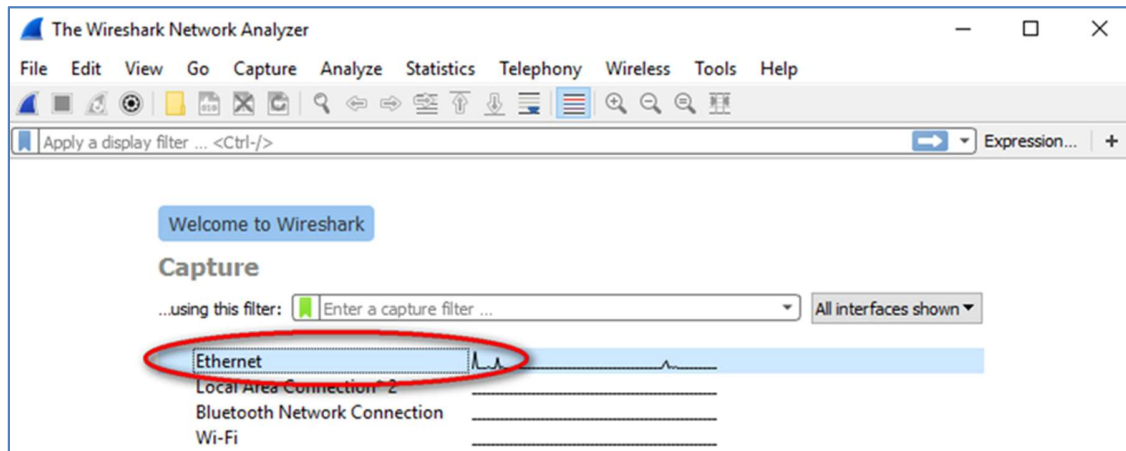 The Wireshark Network Analyzer
File Edit View Go Capture Analyze Statistics Telephony Wireless Tools Help
Apply a display filter ... <Ctrl-/> Expression... +
Welcome to Wireshark
Capture
...using this filter: Enter a capture filter ... All interfaces shown
Ethernet
Local Area Connection* 2
Bluetooth Network Connection
Wi-Fi